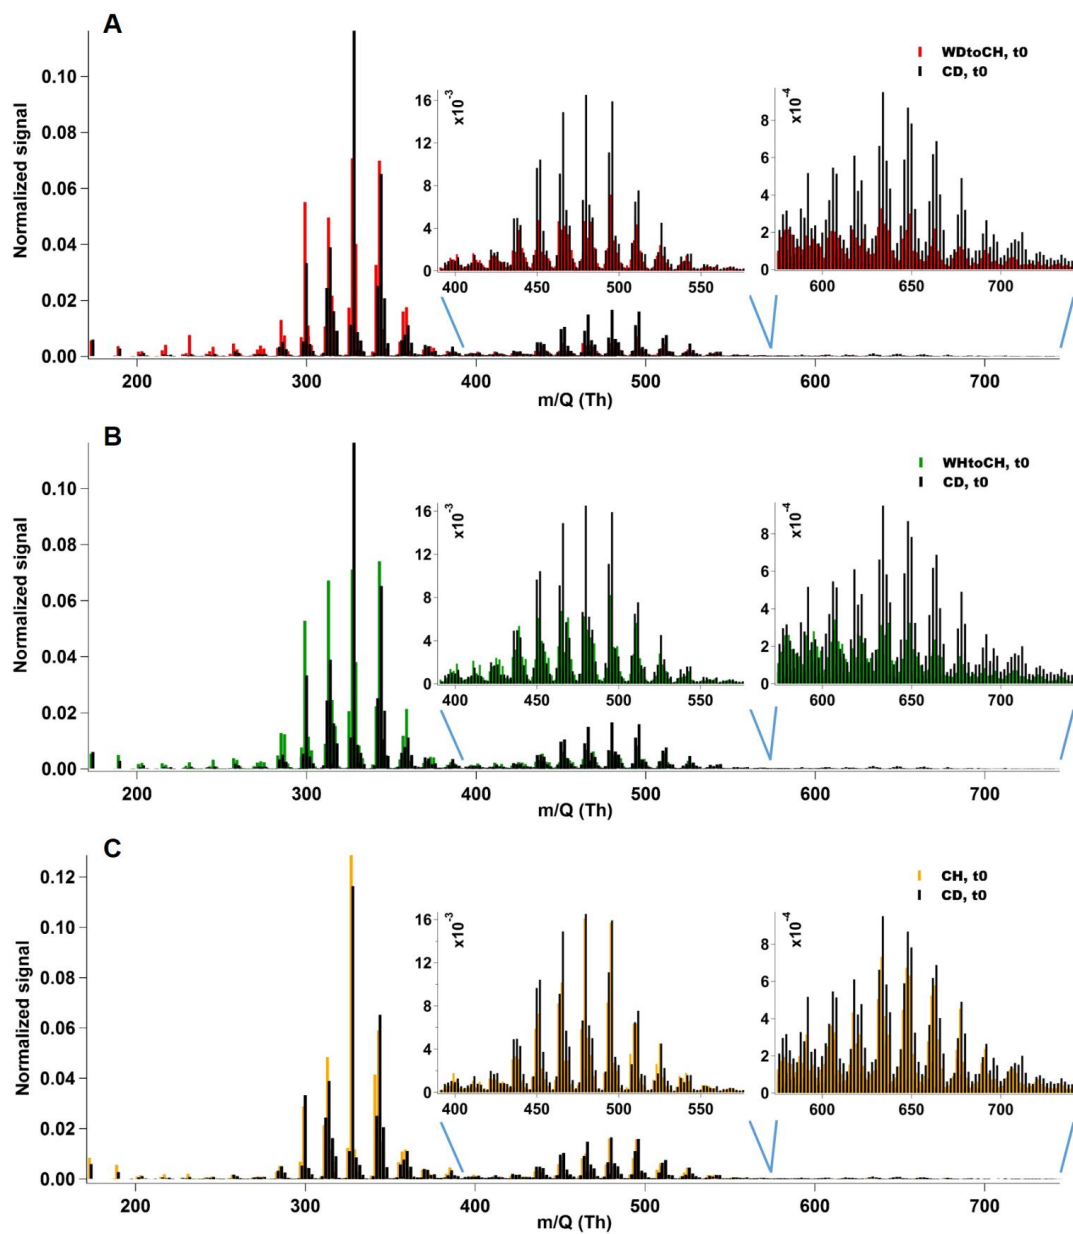 A
WDtoCH, t0
CD, t0
Normalized signal
0.10
0.08
0.06
0.04
0.02
0.00
x10⁻³
16
12
8
4
0
400 450 500 550
x10⁻⁴
8
6
4
2
0
600 650 700
200 300 400 500 600 700
m/Q (Th)
B
WHtoCH, t0
CD, t0
Normalized signal
0.10
0.08
0.06
0.04
0.02
0.00
x10⁻³
16
12
8
4
0
400 450 500 550
x10⁻⁴
8
6
4
2
0
600 650 700
200 300 400 500 600 700
m/Q (Th)
C
CH, t0
CD, t0
Normalized signal
0.12
0.10
0.08
0.06
0.04
0.02
0.00
x10⁻³
16
12
8
4
0
400 450 500 550
x10⁻⁴
8
6
4
2
0
600 650 700
200 300 400 500 600 700
m/Q (Th)